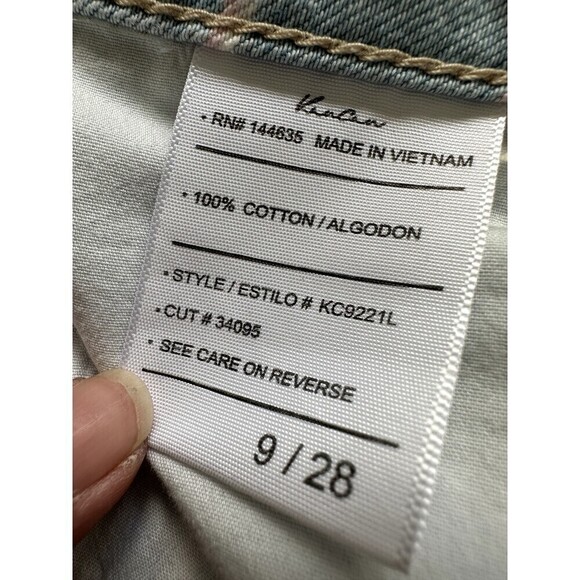 KanCan
• RN# 144635 MADE IN VIETNAM
• 100% COTTON / ALGODON
• STYLE / ESTILO # KC9221L
• CUT # 34095
• SEE CARE ON REVERSE
9 / 28